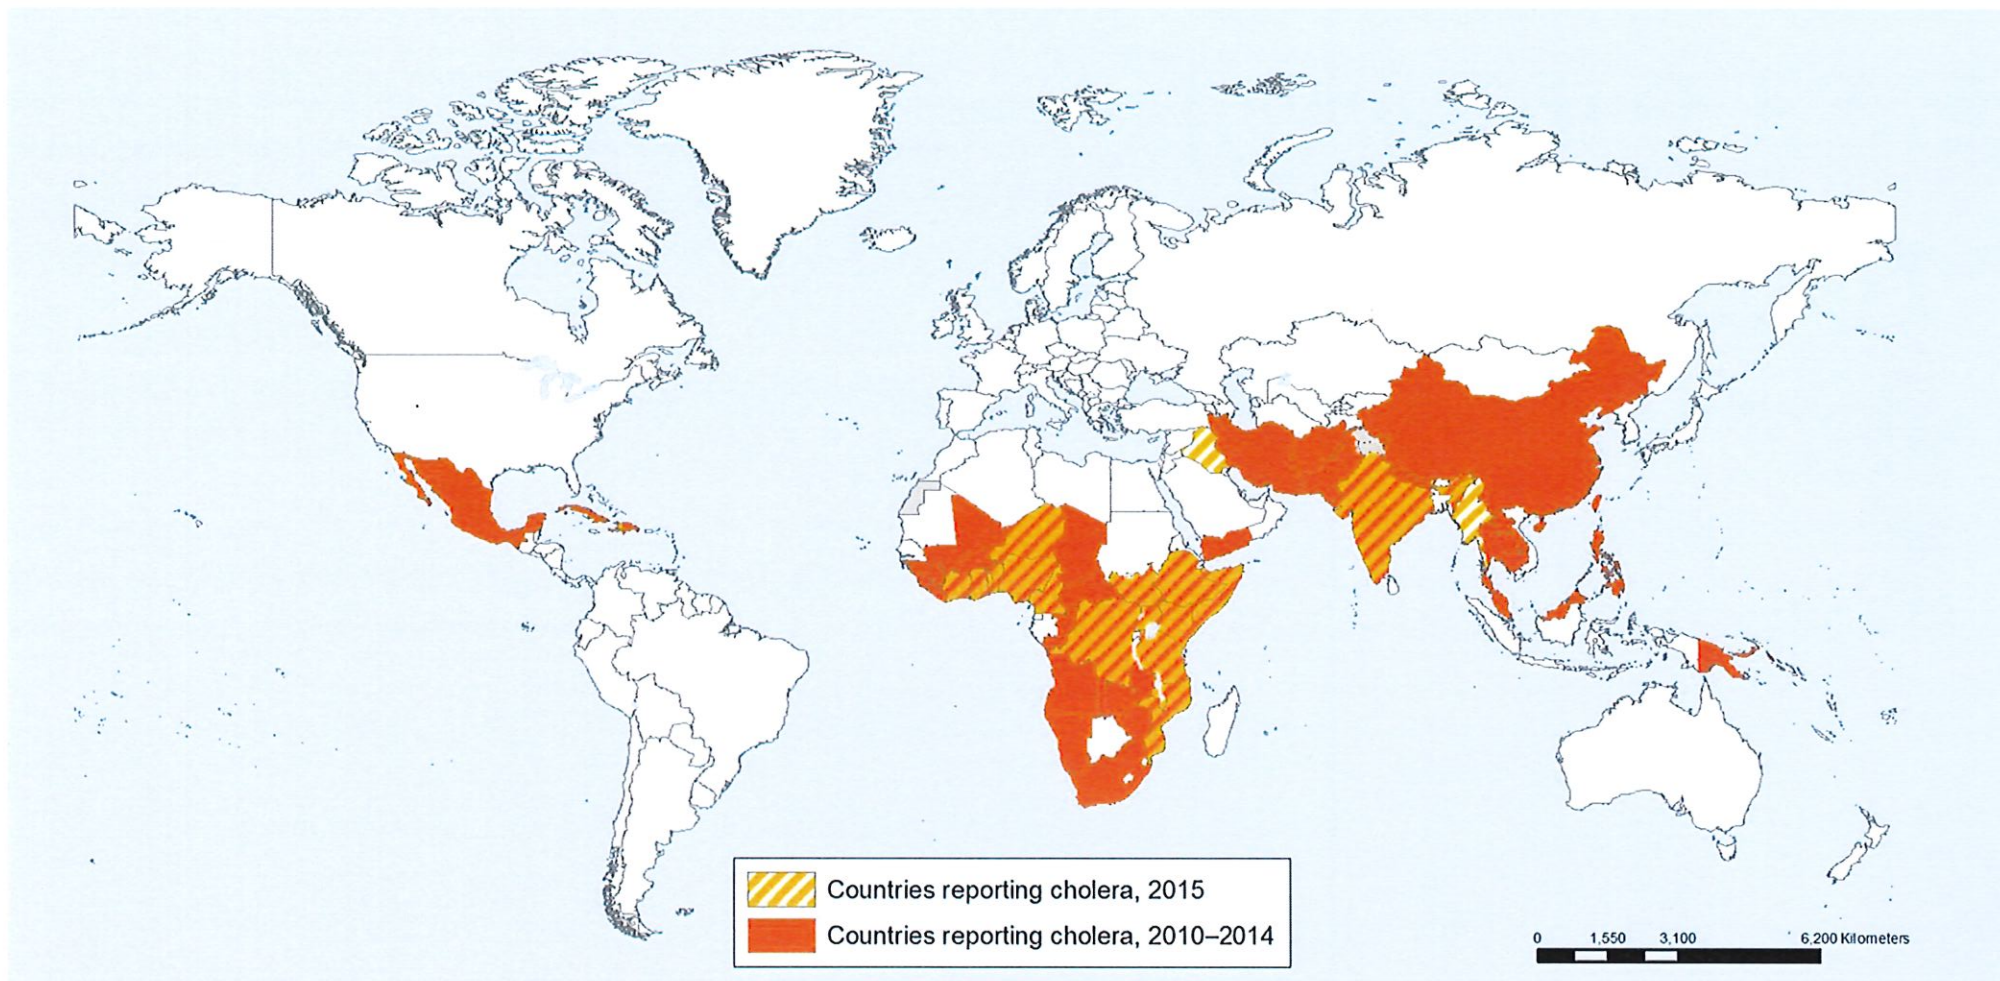 Countries reporting cholera, 2015
Countries reporting cholera, 2010–2014
0 1,550 3,100 6,200 Kilometers